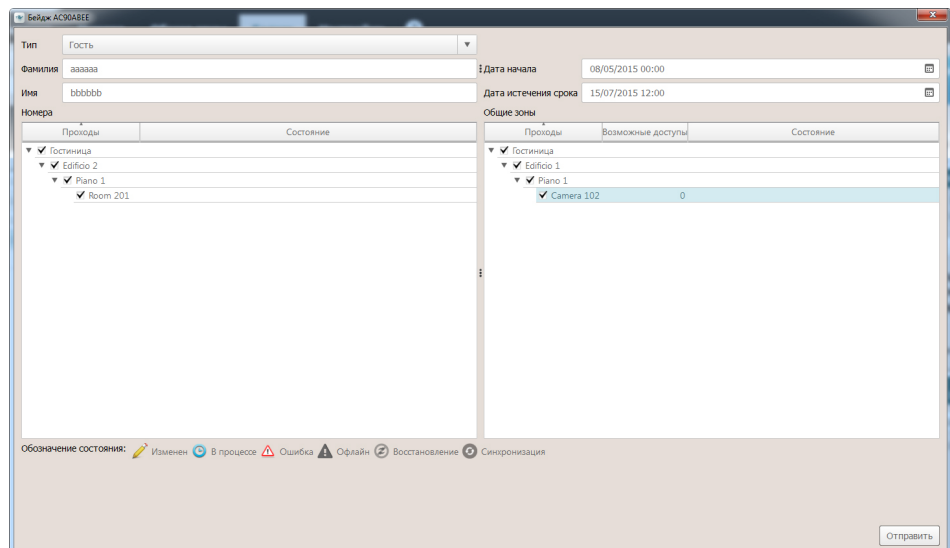 Бейдж AC90ABEE
Тип Гость
Фамилия aaaaaa Дата начала 08/05/2015 00:00
Имя bbbbbb Дата истечения срока 15/07/2015 12:00
Номера Общие зоны
Проходы Состояние Проходы Возможные доступы Состояние
Гостиница Гостиница
Edificio 2 Edificio 1
Piano 1 Piano 1
Room 201 Camera 102 0
Обозначение состояния: Изменен В процессе Ошибка Офлайн Восстановление Синхронизация
Отправить